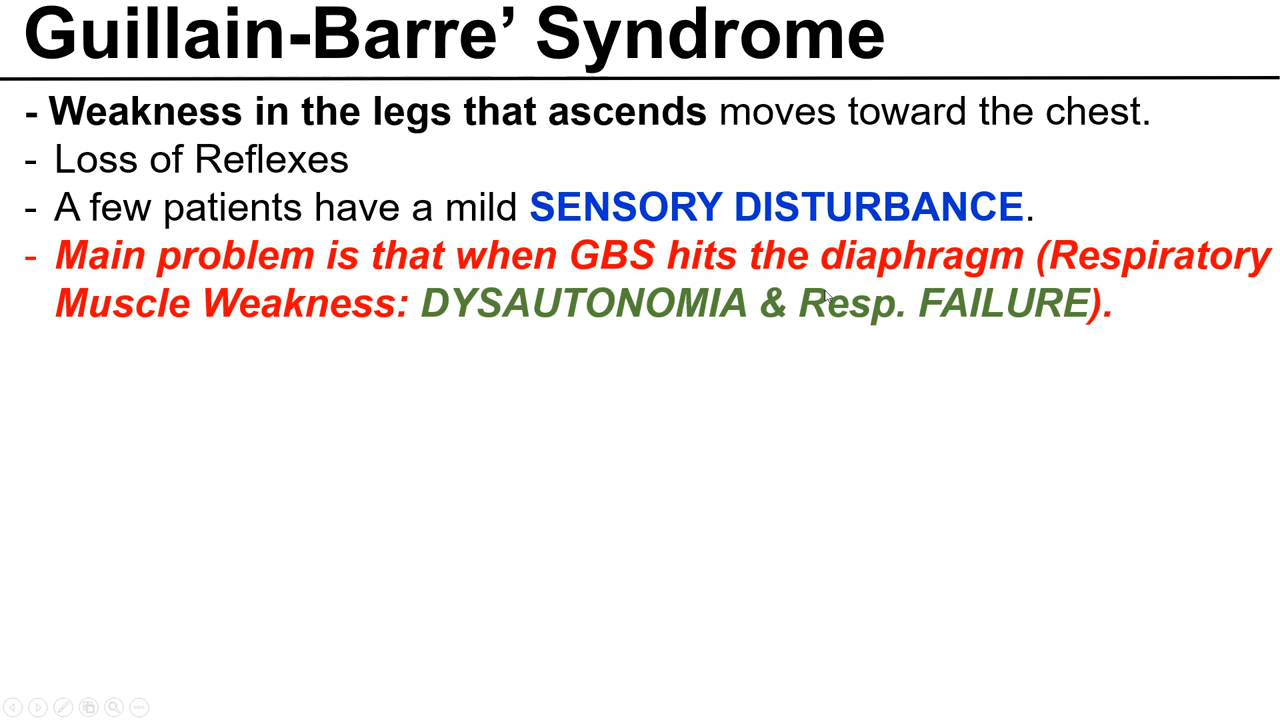 Guillain-Barre’ Syndrome
- Weakness in the legs that ascends moves toward the chest.
- Loss of Reflexes
- A few patients have a mild SENSORY DISTURBANCE.
- Main problem is that when GBS hits the diaphragm (Respiratory
Muscle Weakness: DYSAUTONOMIA & Resp. FAILURE).